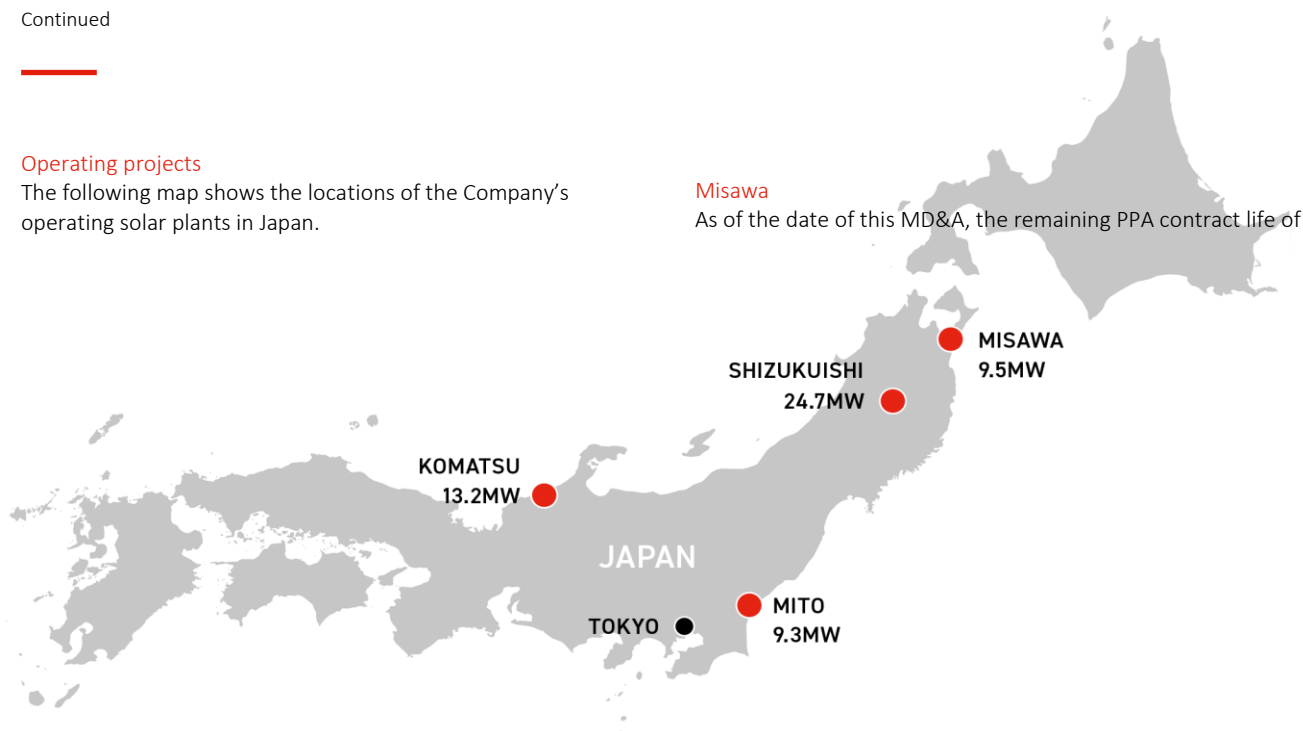 Continued
Operating projects
The following map shows the locations of the Company’s
operating solar plants in Japan.
Misawa
As of the date of this MD&A, the remaining PPA contract life of
MISAWA
9.5MW
SHIZUKUISHI
24.7MW
KOMATSU
13.2MW
JAPAN
MITO
9.3MW
TOKYO